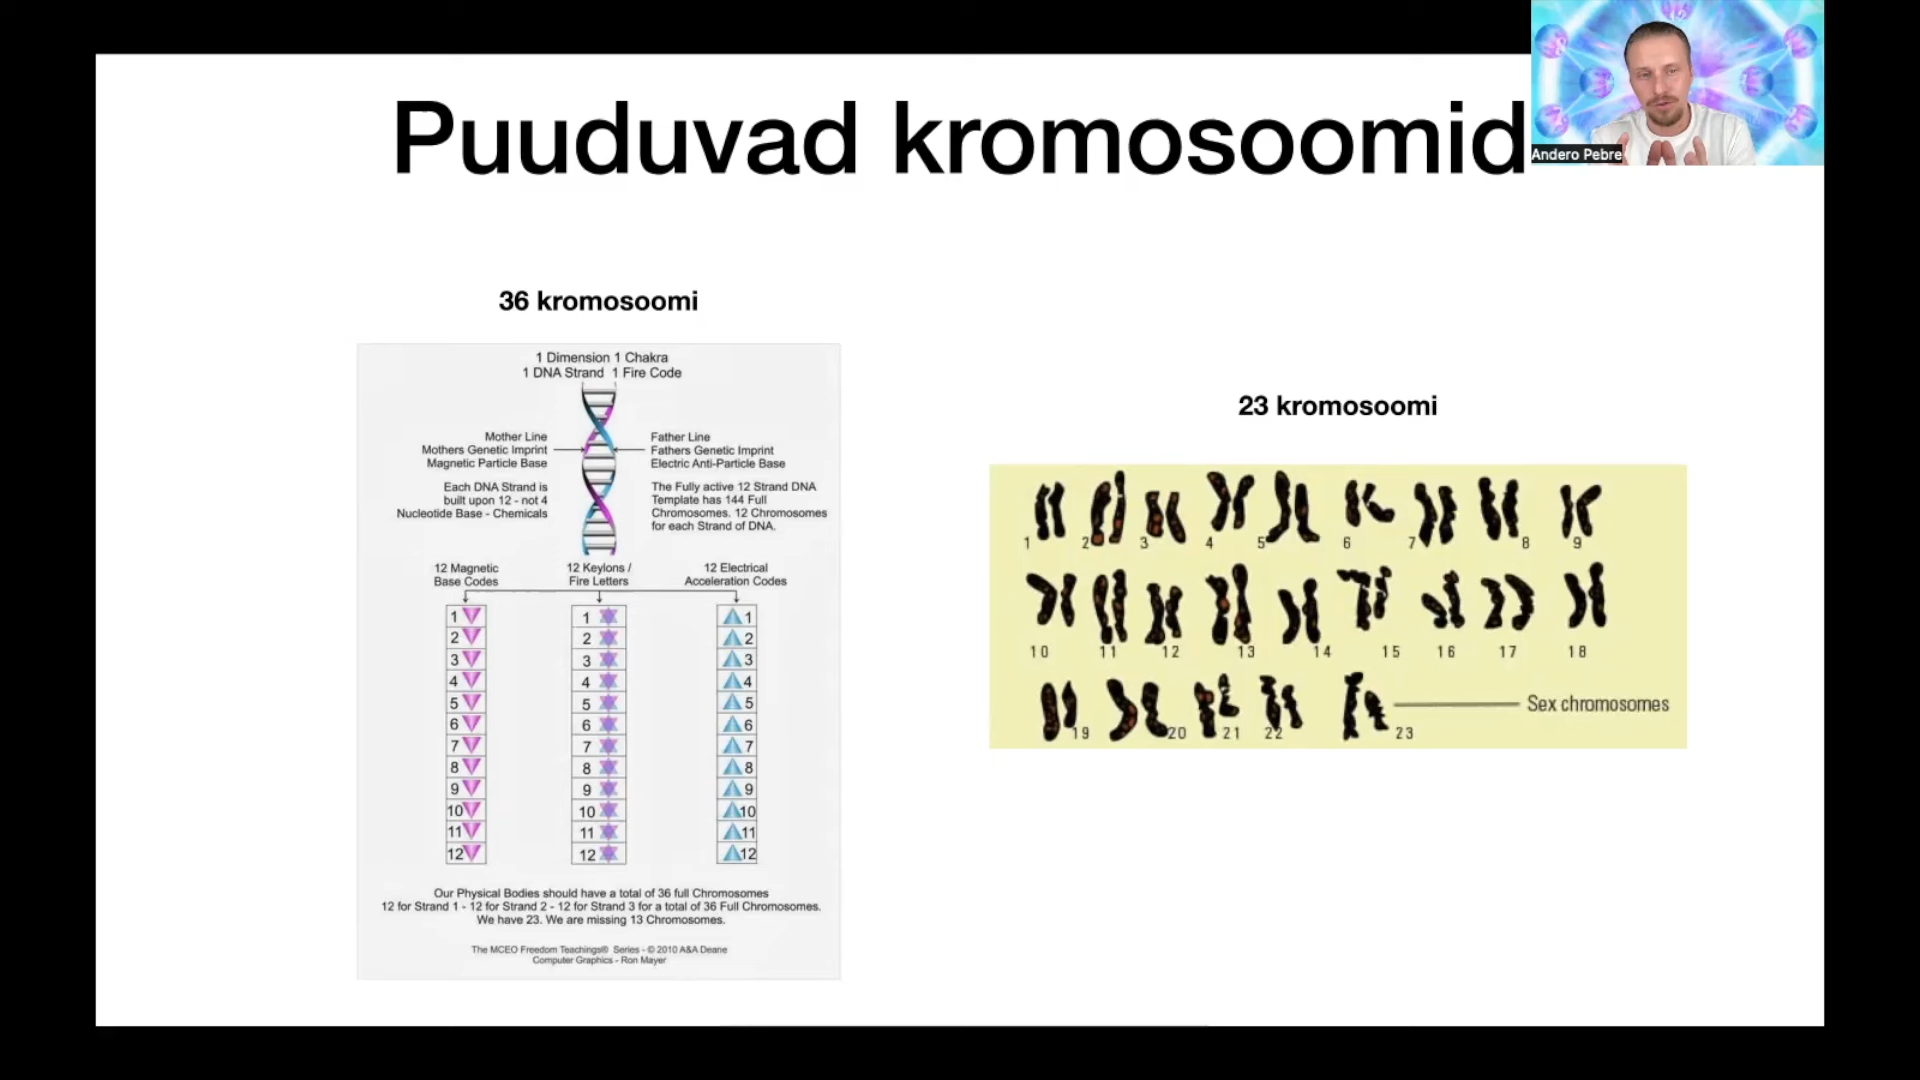 Puuduvad kromosoomid
Andero Pebre
36 kromosoomi
1 Dimension 1 Chakra
1 DNA Strand 1 Fire Code
Mother Line
Mothers Genetic Imprint
Magnetic Particle Base
Father Line
Fathers Genetic Imprint
Electric Anti-Particle Base
Each DNA Strand is
built upon 12 - not 4
Nucleotide Base - Chemicals
The Fully active 12 Strand DNA
Template has 144 Full
Chromosomes. 12 Chromosomes
for each Strand of DNA.
12 Magnetic
Base Codes
12 Keylons /
Fire Letters
12 Electrical
Acceleration Codes
1 1 1
2 2 2
3 3 3
4 4 4
5 5 5
6 6 6
7 7 7
8 8 8
9 9 9
10 10 10
11 11 11
12 12 12
Our Physical Bodies should have a total of 36 full Chromosomes
12 for Strand 1 - 12 for Strand 2 - 12 for Strand 3 for a total of 36 Full Chromosomes.
We have 23. We are missing 13 Chromosomes.
The MCEO Freedom Teachings® Series - © 2010 A&A Deane
Computer Graphics - Ron Mayer
23 kromosoomi
1 2 3 4 5 6 7 8 9
10 11 12 13 14 15 16 17 18
19 20 21 22 23 Sex chromosomes